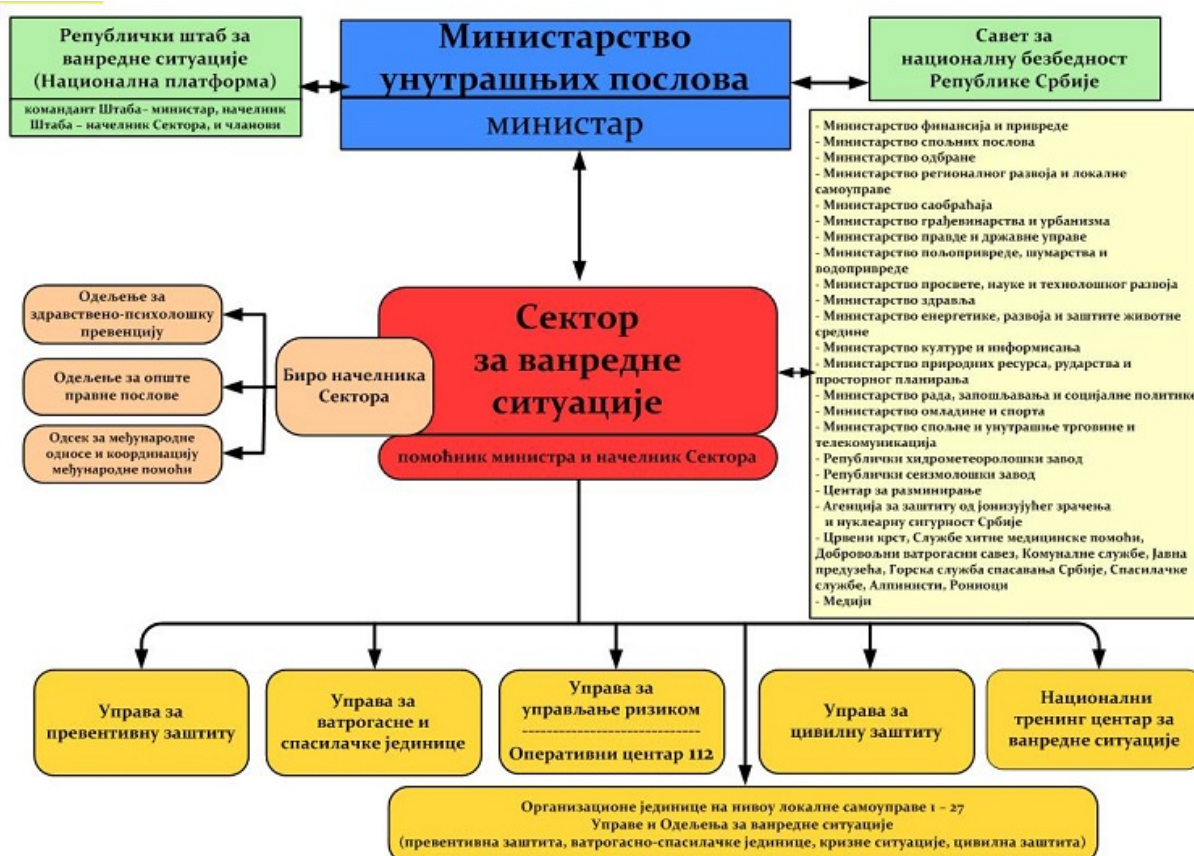 Републички штаб за
ванредне ситуације
(Национална платформа)
командант Штаба– министар, начелник
Штаба – начелник Сектора, и чланови
Министарство
унутрашњих послова
министар
Савет за
националну безбедност
Републике Србије
- Министарство финансија и привреде
- Министарство спољних послова
- Министарство одбране
- Министарство регионалног развоја и локалне
самоуправе
- Министарство саобраћаја
- Министарство грађевинарства и урбанизма
- Министарство правде и државне управе
- Министарство пољопривреде, шумарства и
водопривреде
- Министарство просвете, науке и технолошког развоја
- Министарство здравља
- Министарство енергетике, развоја и заштите животне
средине
- Министарство културе и информисања
- Министарство природних ресурса, рударства и
просторног планирања
- Министарство рада, запошљавања и социјалне политике
- Министарство омладине и спорта
- Министарство спољне и унутрашње трговине и
телекомуникација
- Републички хидрометеоролошки завод
- Републички сеизмолошки завод
- Центар за разминирање
- Агенција за заштиту од јонизујућег зрачења
и нуклеарну сигурност Србије
- Црвени крст, Службе хитне медицинске помоћи,
Добровољни ватрогасни савез, Комуналне службе, Јавна
предузећа, Горска служба спасавања Србије, Спасилачке
службе, Алпинисти, Рониоци
- Медији
Одељење за
здравствено-психолошку
превенцију
Одељење за опште
правне послове
Одсек за међународне
односе и координацију
међународне помоћи
Биро начелника
Сектора
Сектор
за ванредне
ситуације
помоћник министра и начелник Сектора
Управа за
превентивну заштиту
Управа за
ватрогасне и
спасилачке јединице
Управа за
управљање ризиком
------------------------------
Оперативни центар 112
Управа за
цивилну заштиту
Национални
тренинг центар за
ванредне ситуације
Организационе јединице на нивоу локалне самоуправе 1 – 27
Управе и Одељења за ванредне ситуације
(превентивна заштита, ватрогасно-спасилачке јединице, кризне ситуације, цивилна заштита)